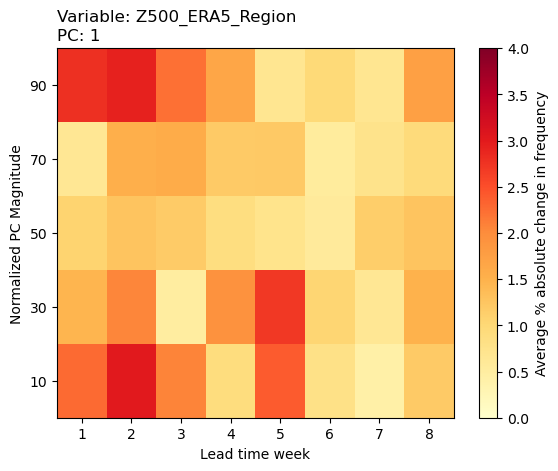 Variable: Z500_ERA5_Region
PC: 1
90
70
50
30
10
Normalized PC Magnitude
1 2 3 4 5 6 7 8
Lead time week
4.0
3.5
3.0
2.5
2.0
1.5
1.0
0.5
0.0
Average % absolute change in frequency